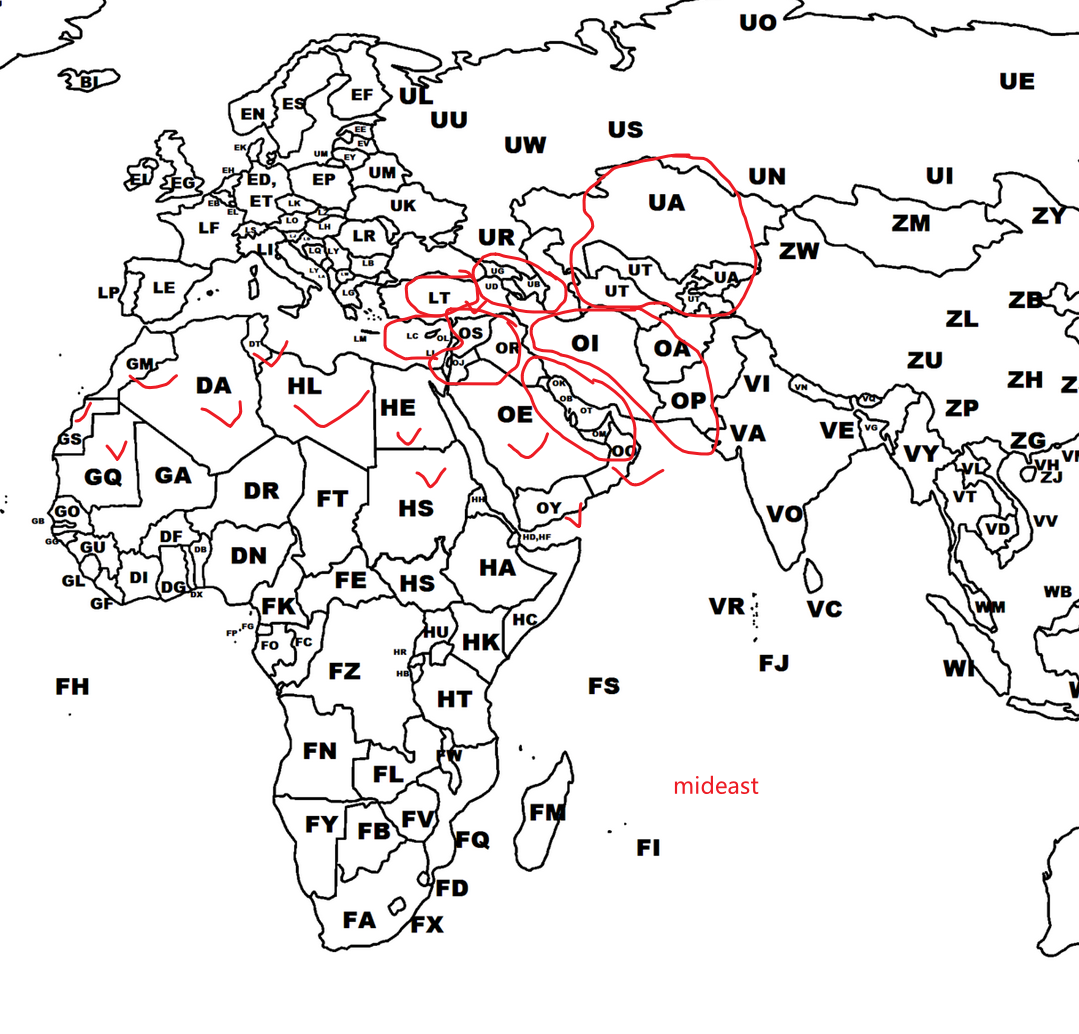 UO
BI
UE
ES
EF
UL
EN
UU
US
EE
EK
EV
UW
UM
EY
EH
EI
EG
ED,
EP
UM
UN
UI
EB
ET
LK
UK
UA
ZY
EL
LZ
LF
LO
LH
ZM
LS
LR
UR
ZW
LI
LQ
LY
LB
UG
UT
UA
LP
LE
LY
UD
UB
UT
UT
LG
LT
ZB
ZL
LM
LC
OL
OS
DT
OI
OR
OA
LL
ZU
GM
OJ
DA
HL
OK
VI
VN
ZH
Z
OB
OP
VQ
HE
OT
OE
ZP
GS
OM
VA
VE
VG
ZG
OO
VY
VN
GQ
GA
VL
VH
ZJ
DR
FT
HH
VT
HS
OY
GO
VO
GB
VV
VD
DF
HD,HF
GG
GU
DB
DN
HA
GL
DI
FE
HS
DG
DX
WB
GF
FK
VR
VC
WM
HC
FP
FG
HU
FO
FC
HK
HR
FJ
WI
FZ
HB
FH
FS
HT
FN
FW
FL
mideast
FM
FY
FB
FV
FQ
FI
FD
FA
FX